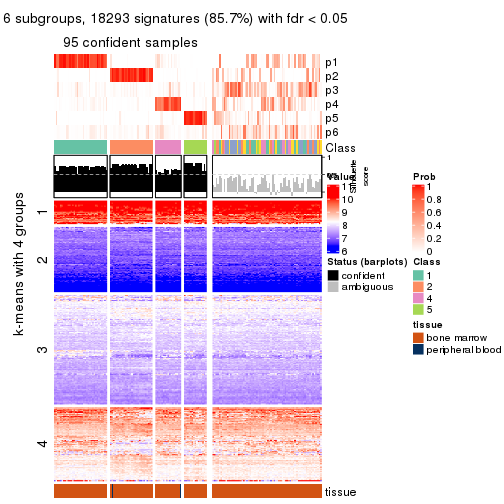 6 subgroups, 18293 signatures (85.7%) with fdr < 0.05
95 confident samples
p1
p2
p3
p4
p5
p6
Class
1
Silhouette
score
k-means with 4 groups
1
2
3
4
Value
11
10
9
8
7
6
Prob
1
0.8
0.6
0.4
0.2
0
Status (barplots)
confident
ambiguous
Class
1
2
4
5
tissue
bone marrow
peripheral blood
tissue